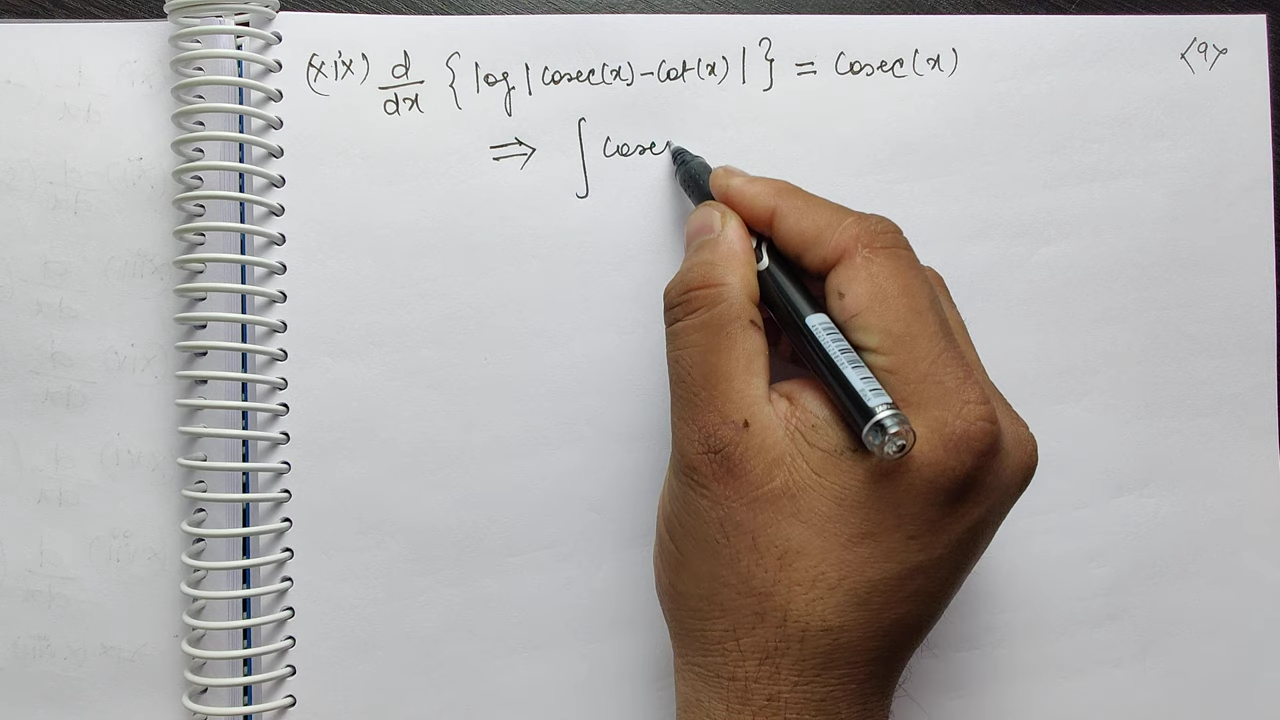 (xix) d/dx { log | cosec(x) - cot(x) | } = cosec(x) <9>
⇒ ∫ cosec